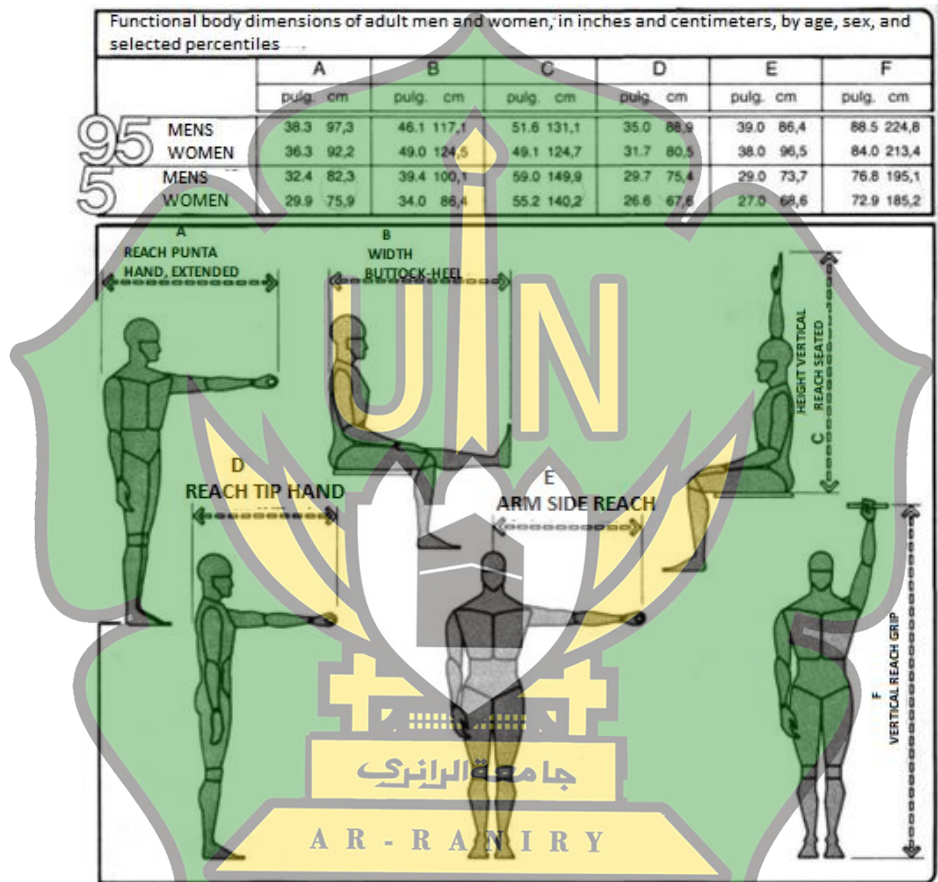 Functional body dimensions of adult men and women, in inches and centimeters, by age, sex, and
selected percentiles
A B C D E F
pulg. cm pulg. cm pulg. cm pulg. cm pulg. cm pulg. cm
95 MENS 38.3 97,3 46.1 117,1 51.6 131,1 35.0 88,9 39.0 86,4 88.5 224,8
WOMEN 36.3 92,2 49.0 124,5 49.1 124,7 31.7 80,5 38.0 96,5 84.0 213,4
5 MENS 32.4 82,3 39.4 100,1 59.0 149,9 29.7 75,4 29.0 73,7 76.8 195,1
WOMEN 29.9 75,9 34.0 86,4 55.2 140,2 26.6 67,6 27.0 68,6 72.9 185,2
A
REACH PUNTA
HAND, EXTENDED
B
WIDTH
BUTTOCK-HEEL
HEIGHT VERTICAL
REACH SEATED
C
UIN
D
REACH TIP HAND
E
ARM SIDE REACH
F
VERTICAL REACH GRIP
جامعة الرانري
AR-RANIRY